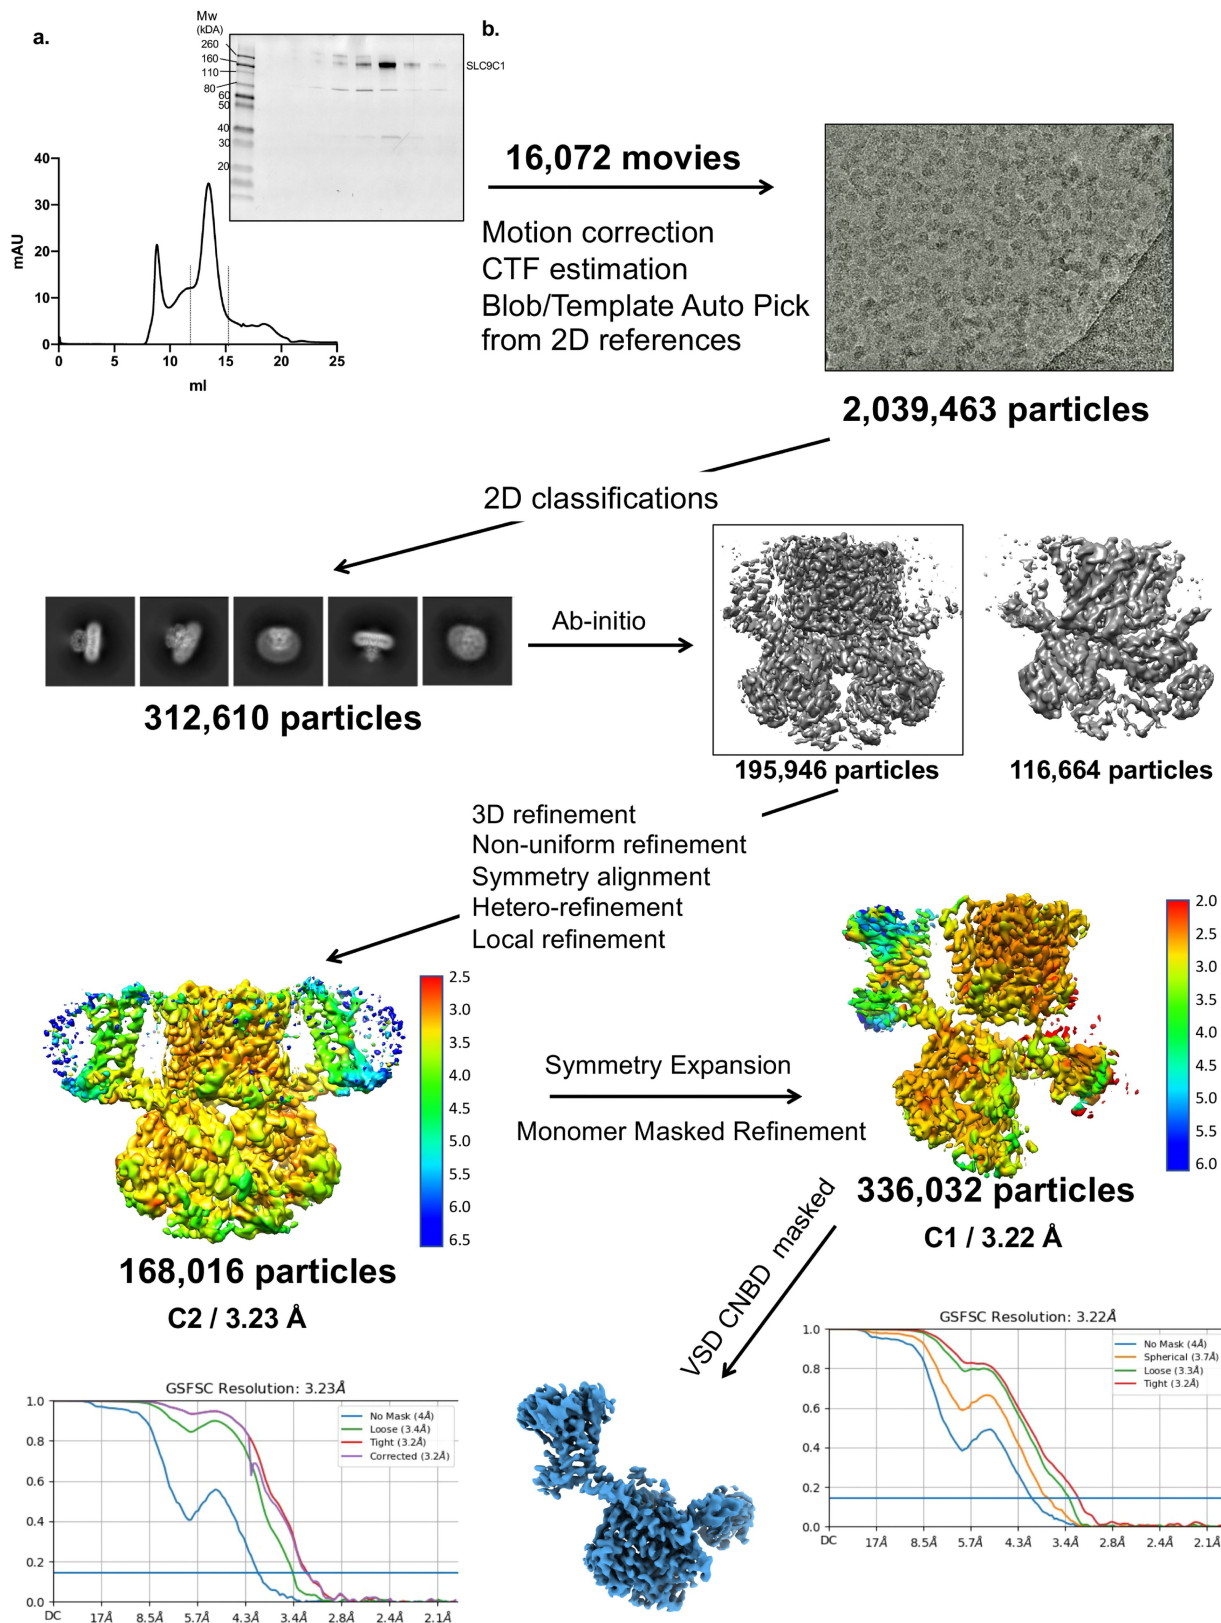 a.
Mw
(kDA)
260
160
110
80
60
50
40
30
20
SLC9C1
40
30
20
10
0
mAU
0 5 10 15 20 25
ml
b.
16,072 movies
Motion correction
CTF estimation
Blob/Template Auto Pick
from 2D references
2,039,463 particles
2D classifications
312,610 particles
Ab-initio
195,946 particles
116,664 particles
3D refinement
Non-uniform refinement
Symmetry alignment
Hetero-refinement
Local refinement
2.5
3.0
3.5
4.0
4.5
5.0
5.5
6.0
6.5
168,016 particles
C2 / 3.23 Å
Symmetry Expansion
Monomer Masked Refinement
2.0
2.5
3.0
3.5
4.0
4.5
5.0
5.5
6.0
336,032 particles
C1 / 3.22 Å
VSD CNBD masked
GSFSC Resolution: 3.23Å
1.0
0.8
0.6
0.4
0.2
0.0
No Mask (4Å)
Loose (3.4Å)
Tight (3.2Å)
Corrected (3.2Å)
DC 17Å 8.5Å 5.7Å 4.3Å 3.4Å 2.8Å 2.4Å 2.1Å
GSFSC Resolution: 3.22Å
1.0
0.8
0.6
0.4
0.2
0.0
No Mask (4Å)
Spherical (3.7Å)
Loose (3.3Å)
Tight (3.2Å)
DC 17Å 8.5Å 5.7Å 4.3Å 3.4Å 2.8Å 2.4Å 2.1Å